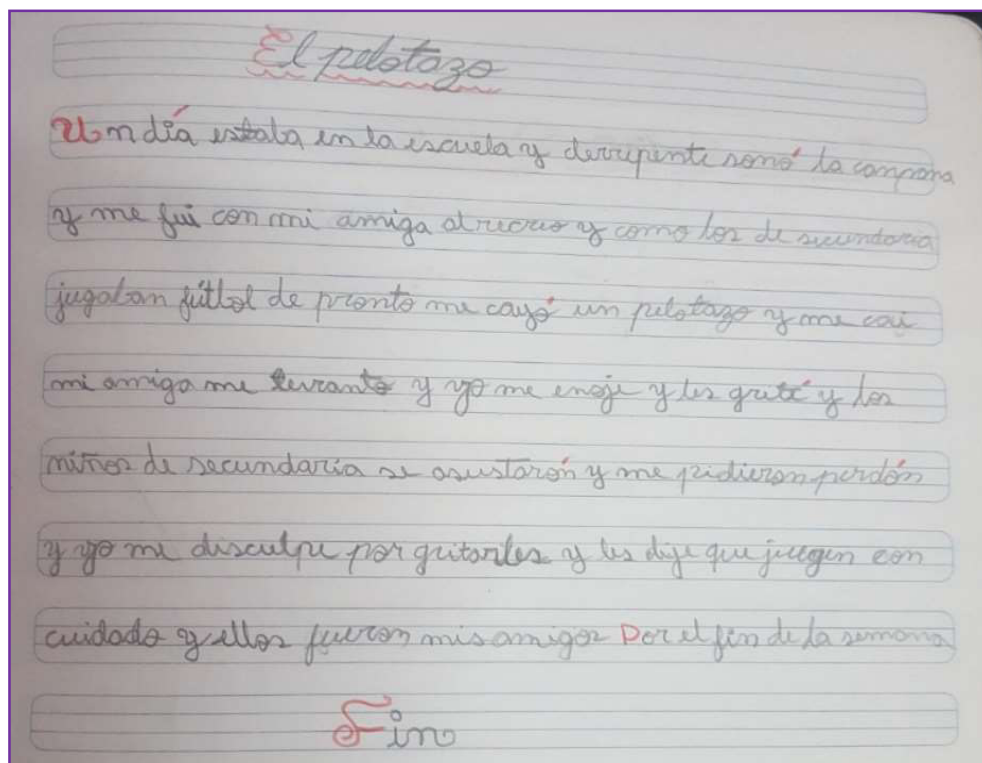 El pelotazo
Un día estaba en la escuela y derrepente sonó la campana
y me fui con mi amiga al recreo y como los de secundaria
jugaban fútbol de pronto me cayó un pelotazo y me caí
mi amiga me levanto y yo me enoje y les grité y los
niños de secundaria se asustarón y me pidieron perdón
y yo me disculpe por gritarles y les dije que juegen con
cuidado y ellos fueron mis amigos Por el fin de la semana
Fin